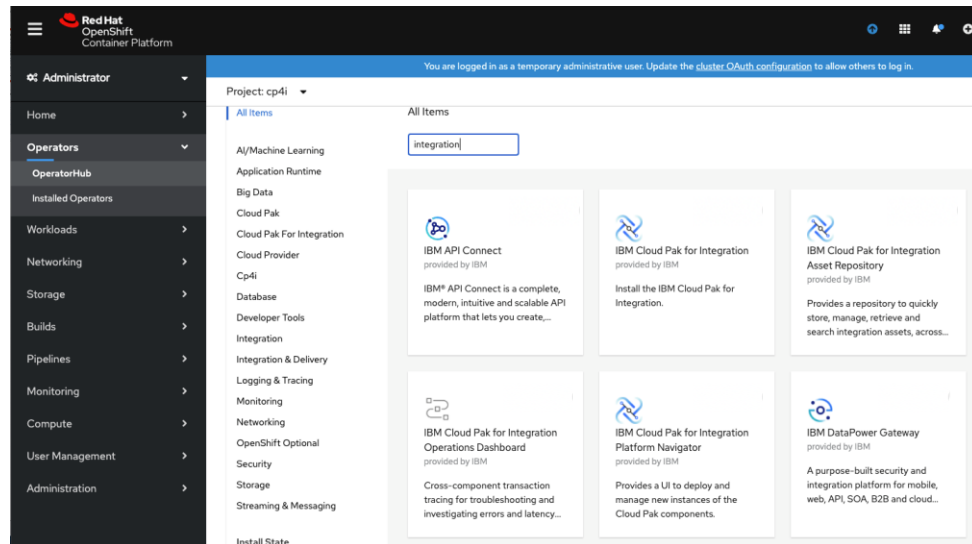 Red Hat
OpenShift
Container Platform
Administrator
You are logged in as a temporary administrative user. Update the cluster OAuth configuration to allow others to log in.
Project: cp4i
Home
Operators
OperatorHub
Installed Operators
Workloads
Networking
Storage
Builds
Pipelines
Monitoring
Compute
User Management
Administration
All Items
AI/Machine Learning
Application Runtime
Big Data
Cloud Pak
Cloud Pak For Integration
Cloud Provider
Cp4i
Database
Developer Tools
Integration
Integration & Delivery
Logging & Tracing
Monitoring
Networking
OpenShift Optional
Security
Storage
Streaming & Messaging
Install State
All Items
integration
IBM API Connect
provided by IBM
IBM® API Connect is a complete,
modern, intuitive and scalable API
platform that lets you create,...
IBM Cloud Pak for Integration
provided by IBM
Install the IBM Cloud Pak for
Integration.
IBM Cloud Pak for Integration
Asset Repository
provided by IBM
Provides a repository to quickly
store, manage, retrieve and
search integration assets, across...
IBM Cloud Pak for Integration
Operations Dashboard
provided by IBM
Cross-component transaction
tracing for troubleshooting and
investigating errors and latency...
IBM Cloud Pak for Integration
Platform Navigator
provided by IBM
Provides a UI to deploy and
manage new instances of the
Cloud Pak components.
IBM DataPower Gateway
provided by IBM
A purpose-built security and
integration platform for mobile,
web, API, SOA, B2B and cloud...